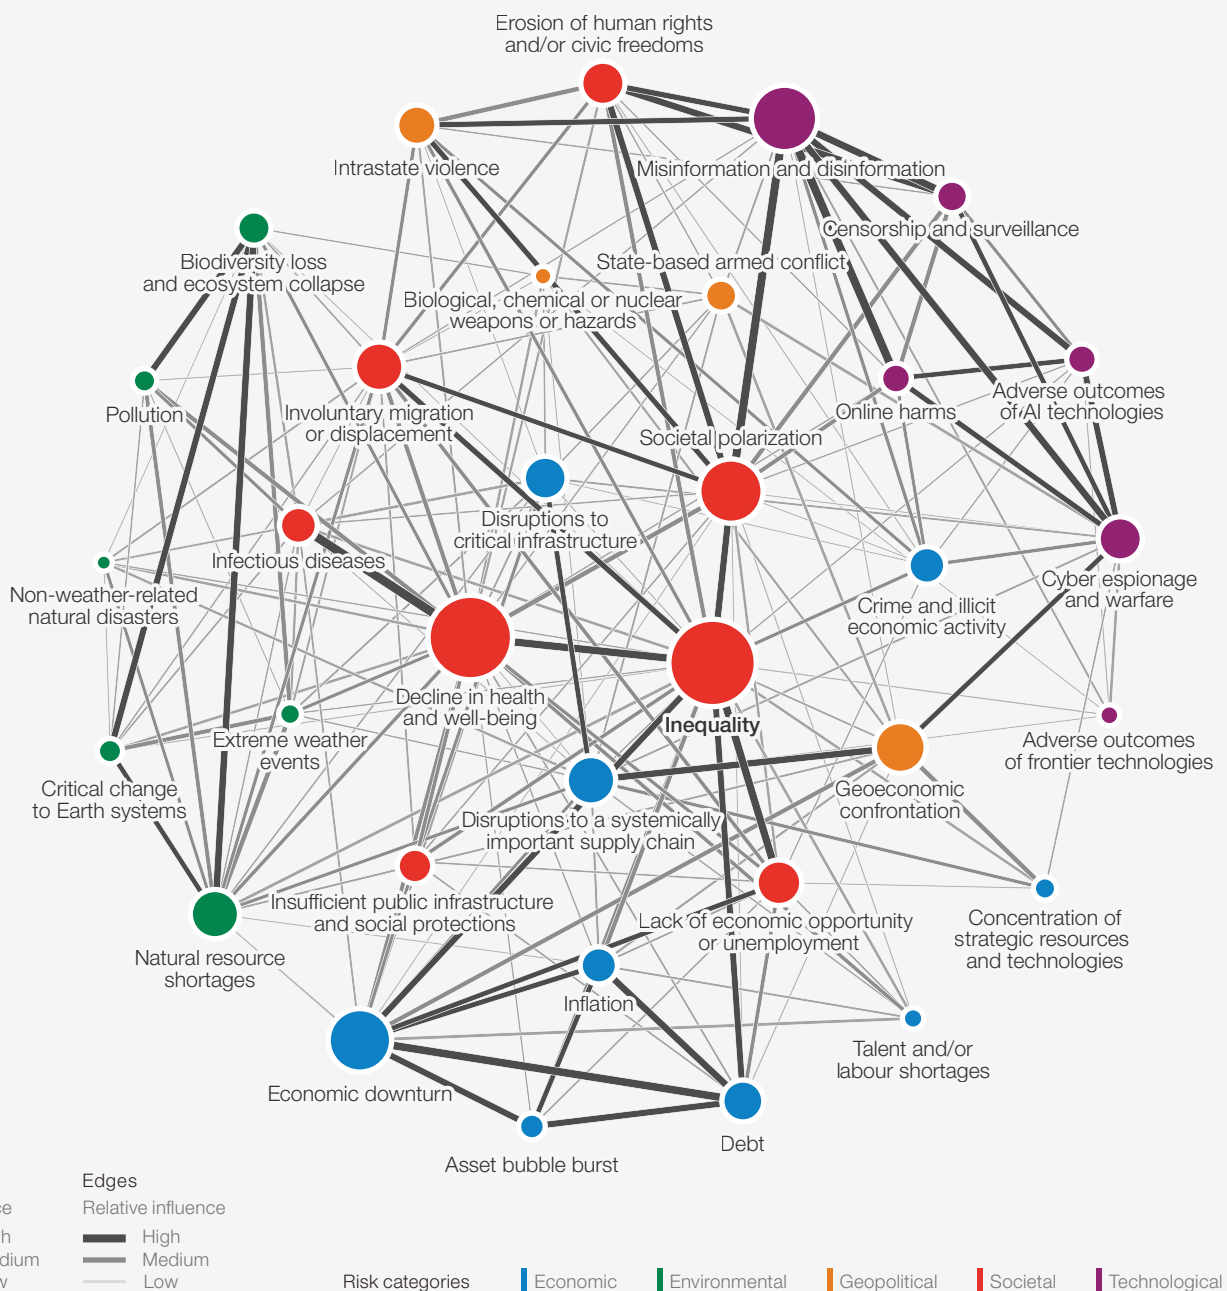 Erosion of human rights
and/or civic freedoms
Intrastate violence
Misinformation and disinformation
Censorship and surveillance
Biodiversity loss
and ecosystem collapse
State-based armed conflict
Biological, chemical or nuclear
weapons or hazards
Pollution
Involuntary migration
or displacement
Online harms
Adverse outcomes
of AI technologies
Societal polarization
Disruptions to
critical infrastructure
Infectious diseases
Non-weather-related
natural disasters
Crime and illicit
economic activity
Cyber espionage
and warfare
Decline in health
and well-being
Inequality
Extreme weather
events
Adverse outcomes
of frontier technologies
Critical change
to Earth systems
Geoeconomic
confrontation
Disruptions to a systemically
important supply chain
Insufficient public infrastructure
and social protections
Lack of economic opportunity
or unemployment
Concentration of
strategic resources
and technologies
Natural resource
shortages
Inflation
Talent and/or
labour shortages
Economic downturn
Debt
Asset bubble burst
Edges
Relative influence
High
Medium
Low
Risk categories
Economic
Environmental
Geopolitical
Societal
Technological